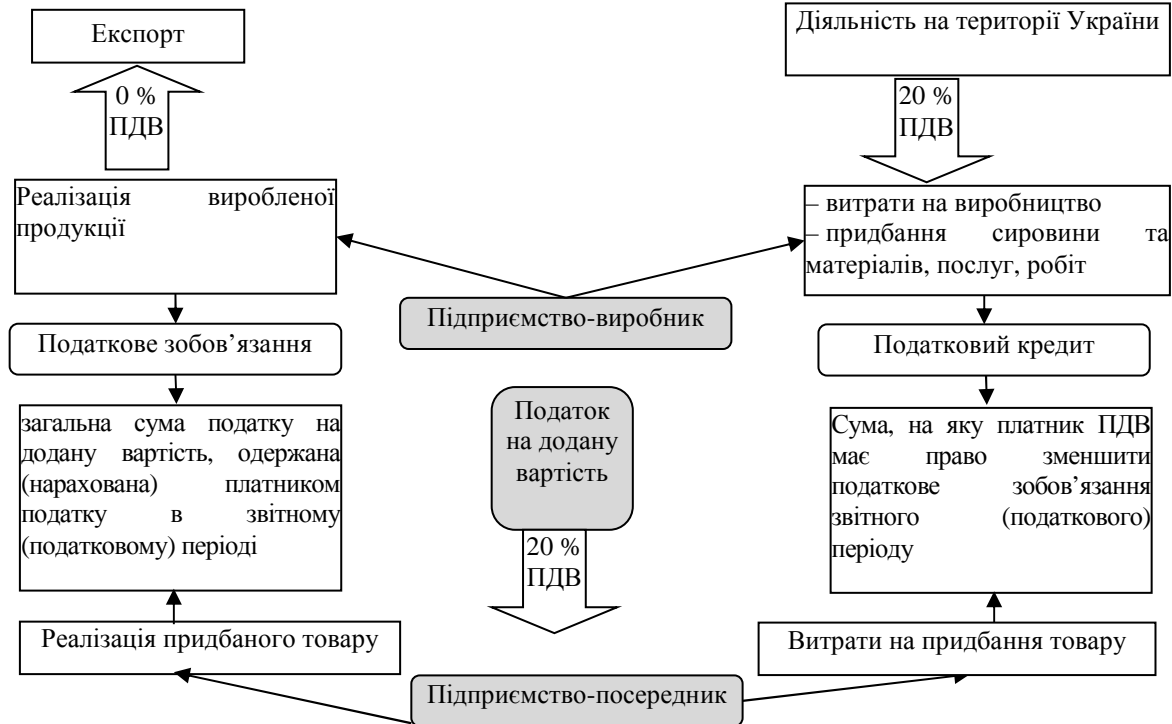 Експорт
Діяльність на території України
0 %
ПДВ
20 %
ПДВ
Реалізація виробленої
продукції
– витрати на виробництво
– придбання сировини та
матеріалів, послуг, робіт
Підприємство-виробник
Податкове зобов’язання
Податковий кредит
Податок
на додану
вартість
загальна сума податку на
додану вартість, одержана
(нарахована) платником
податку в звітному
(податковому) періоді
Сума, на яку платник ПДВ
має право зменшити
податкове зобов’язання
звітного (податкового)
періоду
20 %
ПДВ
Реалізація придбаного товару
Витрати на придбання товару
Підприємство-посередник